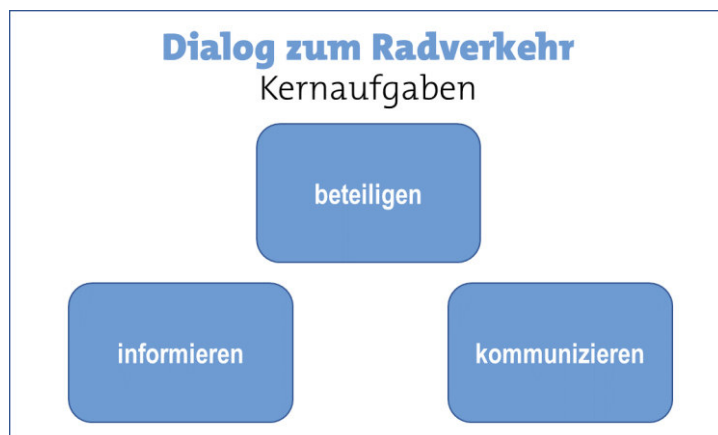 Dialog zum Radverkehr
Kernaufgaben
beteiligen
informieren
kommunizieren